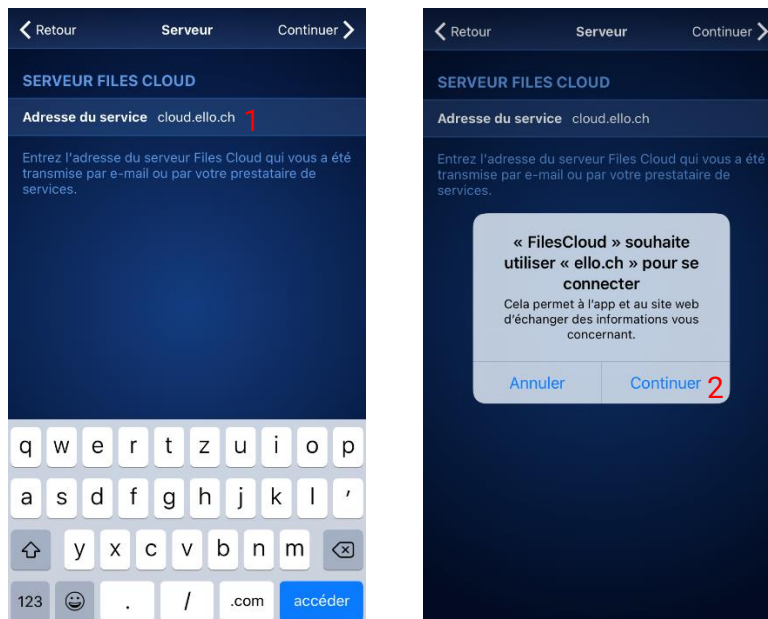 Retour Serveur Continuer
SERVEUR FILES CLOUD
Adresse du service cloud.ello.ch 1
Entrez l'adresse du serveur Files Cloud qui vous a été
transmise par e-mail ou par votre prestataire de
services.
q w e r t z u i o p
a s d f g h j k l ′
y x c v b n m
123 . / .com accéder
Retour Serveur Continuer
SERVEUR FILES CLOUD
Adresse du service cloud.ello.ch
Entrez l'adresse du serveur Files Cloud qui vous a été
transmise par e-mail ou par votre prestataire de
services.
« FilesCloud » souhaite
utiliser « ello.ch » pour se
connecter
Cela permet à l'app et au site web
d'échanger des informations vous
concernant.
Annuler Continuer 2